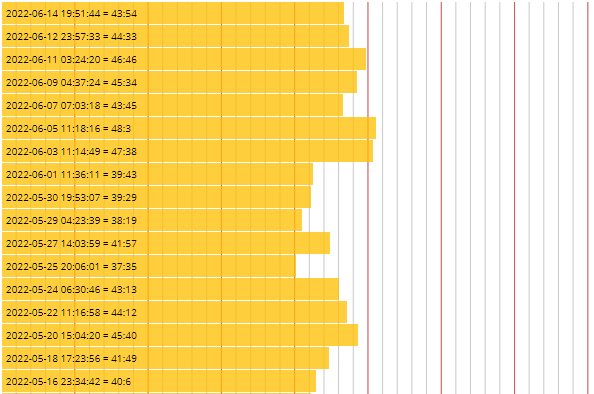 2022-06-14 19:51:44 = 43:54
2022-06-12 23:57:33 = 44:33
2022-06-11 03:24:20 = 46:46
2022-06-09 04:37:24 = 45:34
2022-06-07 07:03:18 = 43:45
2022-06-05 11:18:16 = 48:3
2022-06-03 11:14:49 = 47:38
2022-06-01 11:36:11 = 39:43
2022-05-30 19:53:07 = 39:29
2022-05-29 04:23:39 = 38:19
2022-05-27 14:03:59 = 41:57
2022-05-25 20:06:01 = 37:35
2022-05-24 06:30:46 = 43:13
2022-05-22 11:16:58 = 44:12
2022-05-20 15:04:20 = 45:40
2022-05-18 17:23:56 = 41:49
2022-05-16 23:34:42 = 40:6